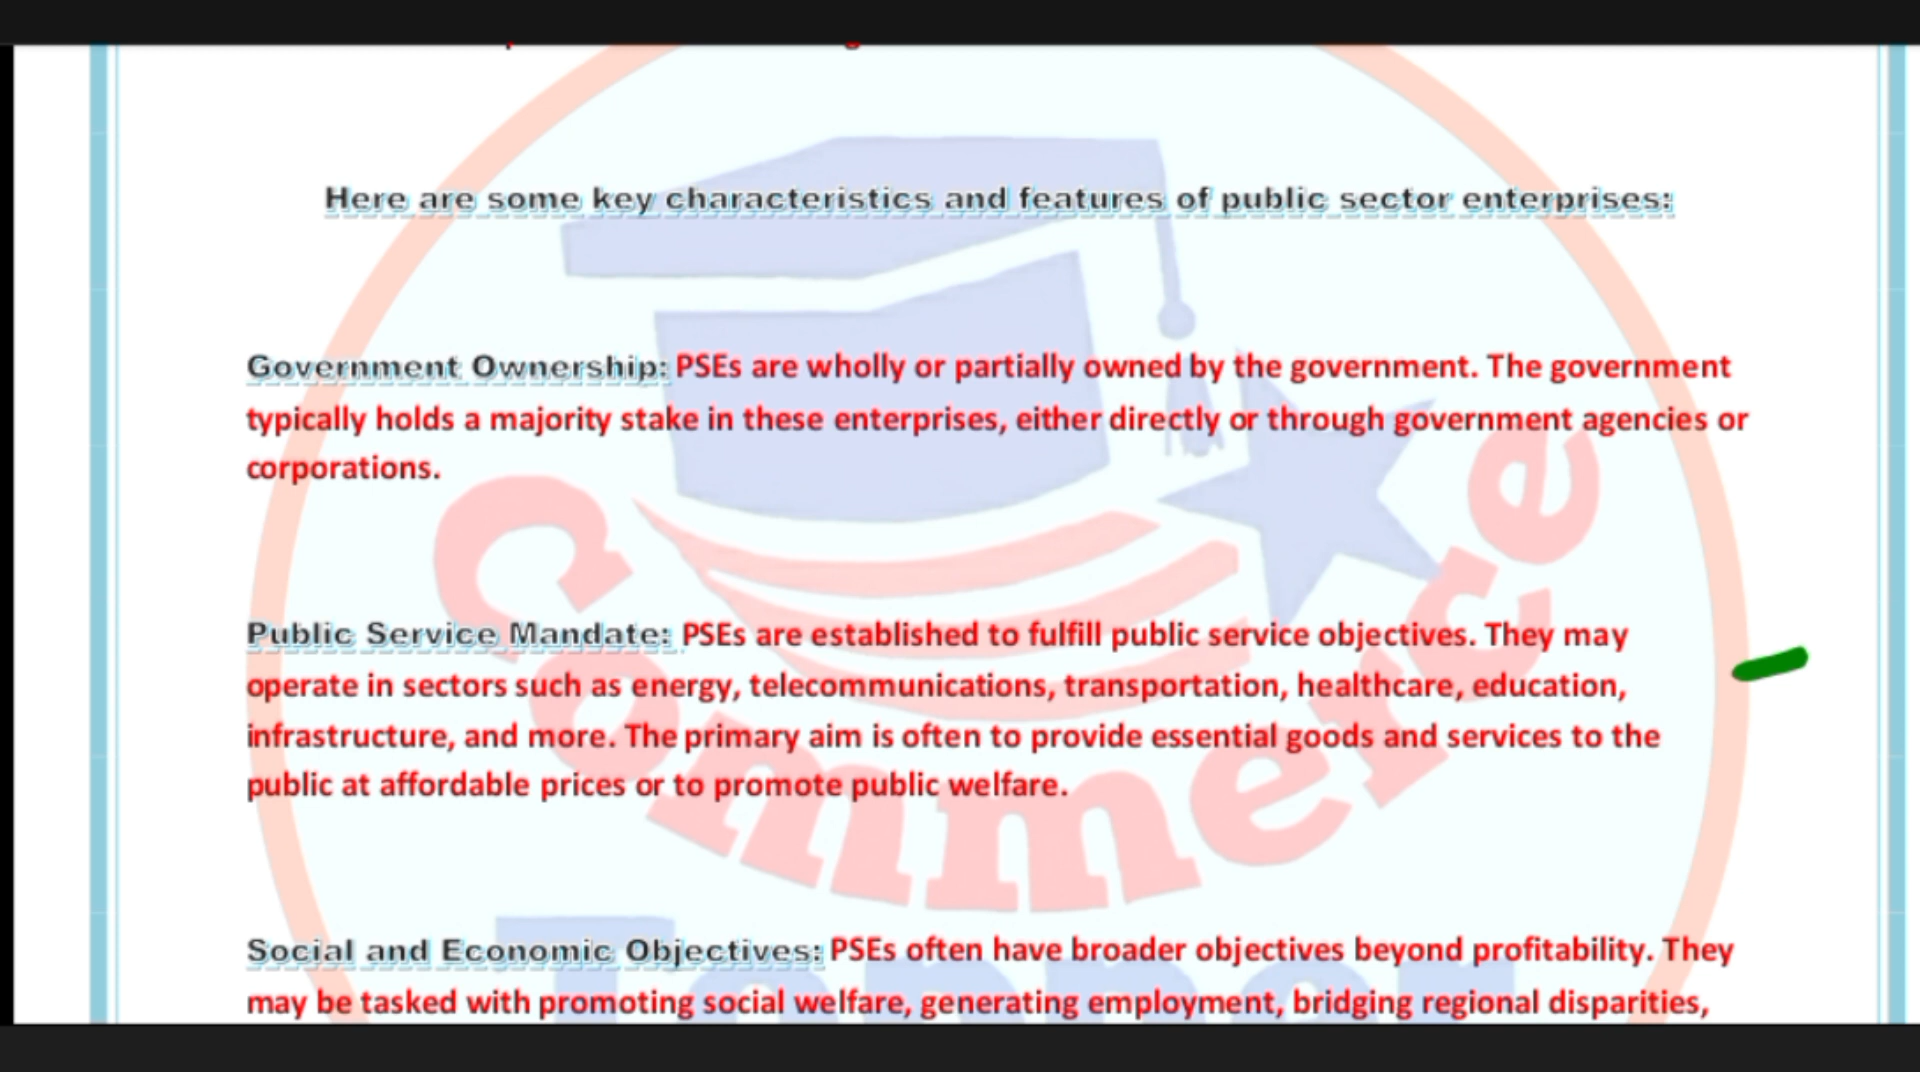 Here are some key characteristics and features of public sector enterprises:
Government Ownership: PSEs are wholly or partially owned by the government. The government
typically holds a majority stake in these enterprises, either directly or through government agencies or
corporations.
Public Service Mandate: PSEs are established to fulfill public service objectives. They may
operate in sectors such as energy, telecommunications, transportation, healthcare, education,
infrastructure, and more. The primary aim is often to provide essential goods and services to the
public at affordable prices or to promote public welfare.
Social and Economic Objectives: PSEs often have broader objectives beyond profitability. They
may be tasked with promoting social welfare, generating employment, bridging regional disparities,
Commerce